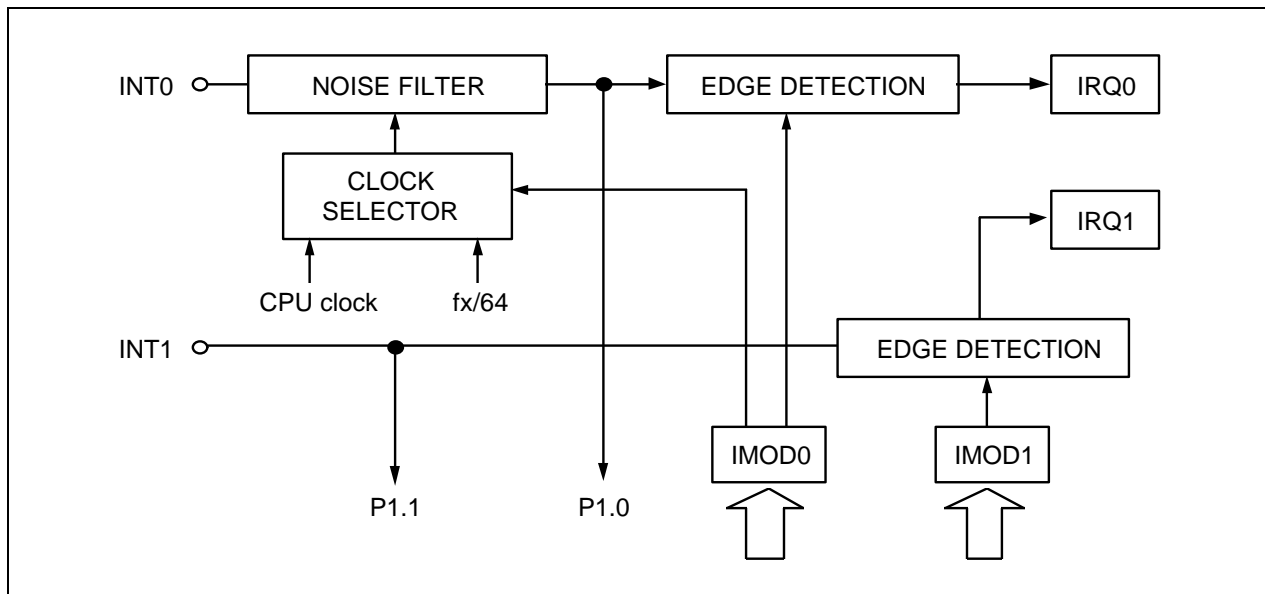 INT0
NOISE FILTER
EDGE DETECTION
IRQ0
CLOCK
SELECTOR
IRQ1
CPU clock
fx/64
INT1
EDGE DETECTION
IMOD0
IMOD1
P1.1
P1.0